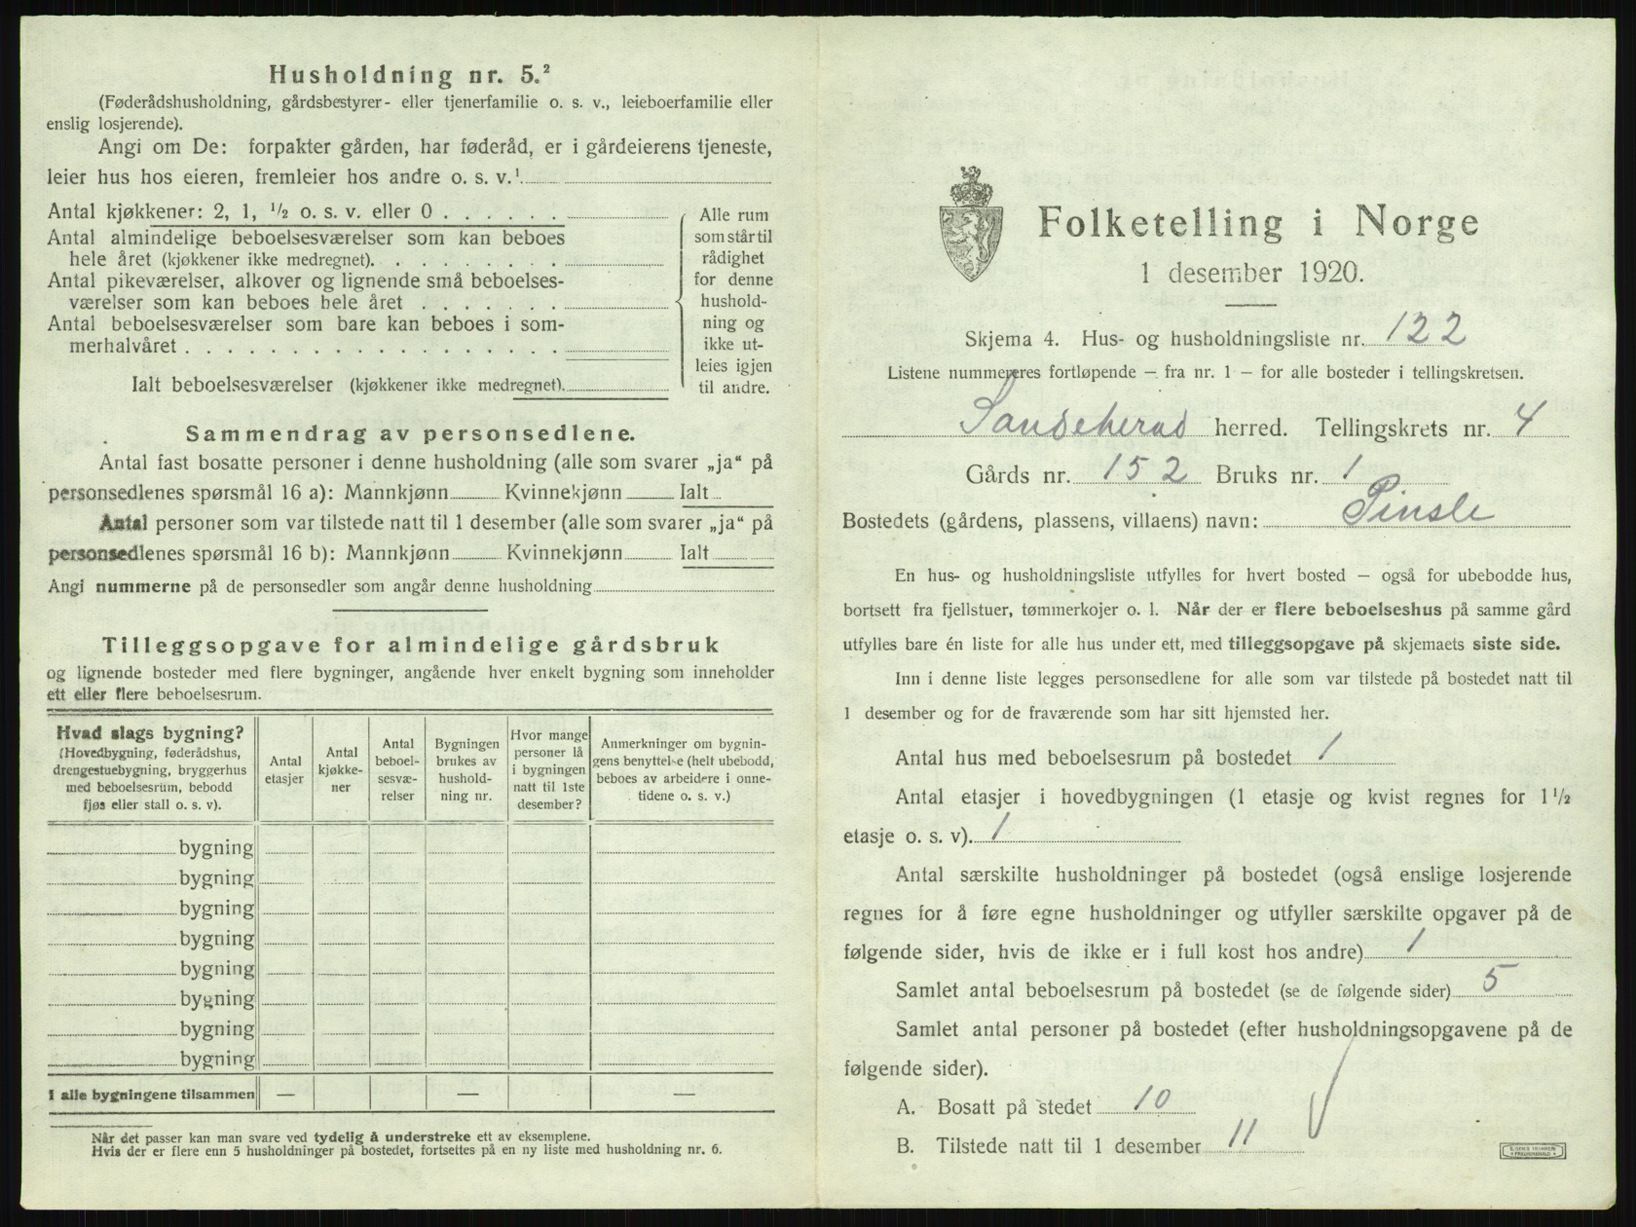 Husholdning nr. 5.²
(Føderådshusholdning, gårdsbestyrer- eller tjenerfamilie o. s. v., leieboerfamilie eller
enslig losjerende).
Angi om De: forpakter gården, har føderåd, er i gårdeierens tjeneste,
leier hus hos eieren, fremleier hos andre o. s. v.¹
Antal kjøkkener: 2, 1, ½ o. s. v. eller 0 . . . . . .
Antal almindelige beboelsesværelser som kan beboes
hele året (kjøkkener ikke medregnet). . . . . . . . .
Antal pikeværelser, alkover og lignende små beboelses-
værelser som kan beboes hele året . . . . . . .
Antal beboelsesværelser som bare kan beboes i som-
merhalvåret . . . . . . . . . . . . . . . . . .
Ialt beboelsesværelser (kjøkkener ikke medregnet).
Alle rum
som står til
rådighet
for denne
hushold-
ning og
ikke ut-
leies igjen
til andre.
Sammendrag av personsedlene.
Antal fast bosatte personer i denne husholdning (alle som svarer „ja“ på
personsedlenes spørsmål 16 a): Mannkjønn Kvinnekjønn Ialt
Antal personer som var tilstede natt til 1 desember (alle som svarer „ja“ på
personsedlenes spørsmål 16 b): Mannkjønn Kvinnekjønn Ialt
Angi nummerne på de personsedler som angår denne husholdning
Tilleggsopgave for almindelige gårdsbruk
og lignende bosteder med flere bygninger, angående hver enkelt bygning som inneholder
ett eller flere beboelsesrum.
Hvad slags bygning?
(Hovedbygning, føderådshus,
drengestuebygning, bryggerhus
med beboelsesrum, bebodd
fjøs eller stall o. s. v).
Antal
etasjer
Antal
kjøkke-
ner
Antal
beboel-
sesvæ-
relser
Bygningen
brukes av
hushold-
ning nr.
Hvor mange
personer lå
i bygningen
natt til 1ste
desember?
Anmerkninger om bygnin-
gens benyttelse (helt ubebodd,
beboes av arbeidere i onne-
tidene o. s. v.)
bygning
bygning
bygning
bygning
bygning
bygning
bygning
bygning
I alle bygningene tilsammen — — —
Når det passer kan man svare ved tydelig å understreke ett av eksemplene.
Hvis der er flere enn 5 husholdninger på bostedet, fortsettes på en ny liste med husholdning nr. 6.
Folketelling i Norge
1 desember 1920.
Skjema 4. Hus- og husholdningsliste nr. 122
Listene nummereres fortløpende — fra nr. 1 — for alle bosteder i tellingskretsen.
Sandeherad herred. Tellingskrets nr. 4
Gårds nr. 152 Bruks nr. 1
Bostedets (gårdens, plassens, villaens) navn: Pinsle
En hus- og husholdningsliste utfylles for hvert bosted — også for ubebodde hus,
bortsett fra fjellstuer, tømmerkojer o. l. Når der er flere beboelseshus på samme gård
utfylles bare én liste for alle hus under ett, med tilleggsopgave på skjemaets siste side.
Inn i denne liste legges personsedlene for alle som var tilstede på bostedet natt til
1 desember og for de fraværende som har sitt hjemsted her.
Antal hus med beboelsesrum på bostedet 1
Antal etasjer i hovedbygningen (1 etasje og kvist regnes for 1½
etasje o. s. v). 1
Antal særskilte husholdninger på bostedet (også enslige losjerende
regnes for å føre egne husholdninger og utfyller særskilte opgaver på de
følgende sider, hvis de ikke er i full kost hos andre) 1
Samlet antal beboelsesrum på bostedet (se de følgende sider) 5
Samlet antal personer på bostedet (efter husholdningsopgavene på de
følgende sider).
A. Bosatt på stedet 10
B. Tilstede natt til 1 desember 11